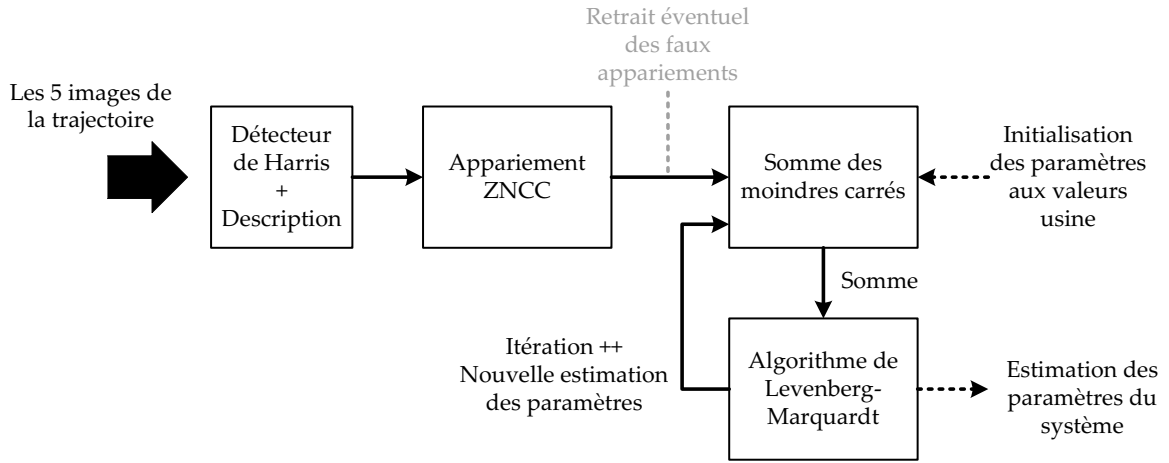 Retrait éventuel
des faux
appariements
Les 5 images de
la trajectoire
Détecteur
de Harris
+
Description
Appariement
ZNCC
Somme des
moindres carrés
Initialisation
des paramètres
aux valeurs
usine
Somme
Itération ++
Nouvelle estimation
des paramètres
Algorithme de
Levenberg-
Marquardt
Estimation des
paramètres du
système